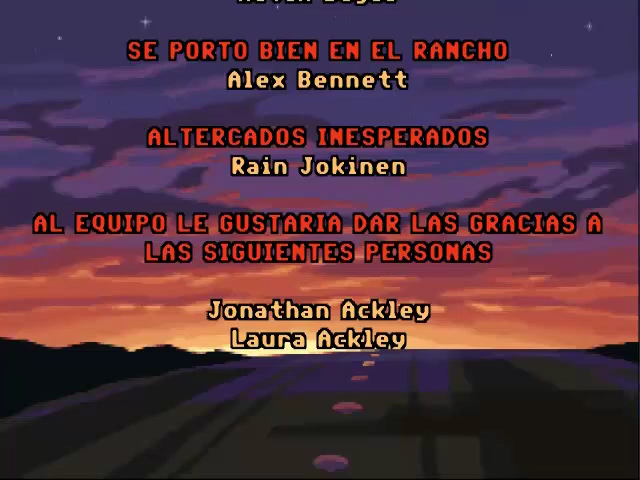 SE PORTO BIEN EN EL RANCHO
Alex Bennett
ALTERCADOS INESPERADOS
Rain Jokinen
AL EQUIPO LE GUSTARIA DAR LAS GRACIAS A
LAS SIGUIENTES PERSONAS
Jonathan Ackley
Laura Ackley